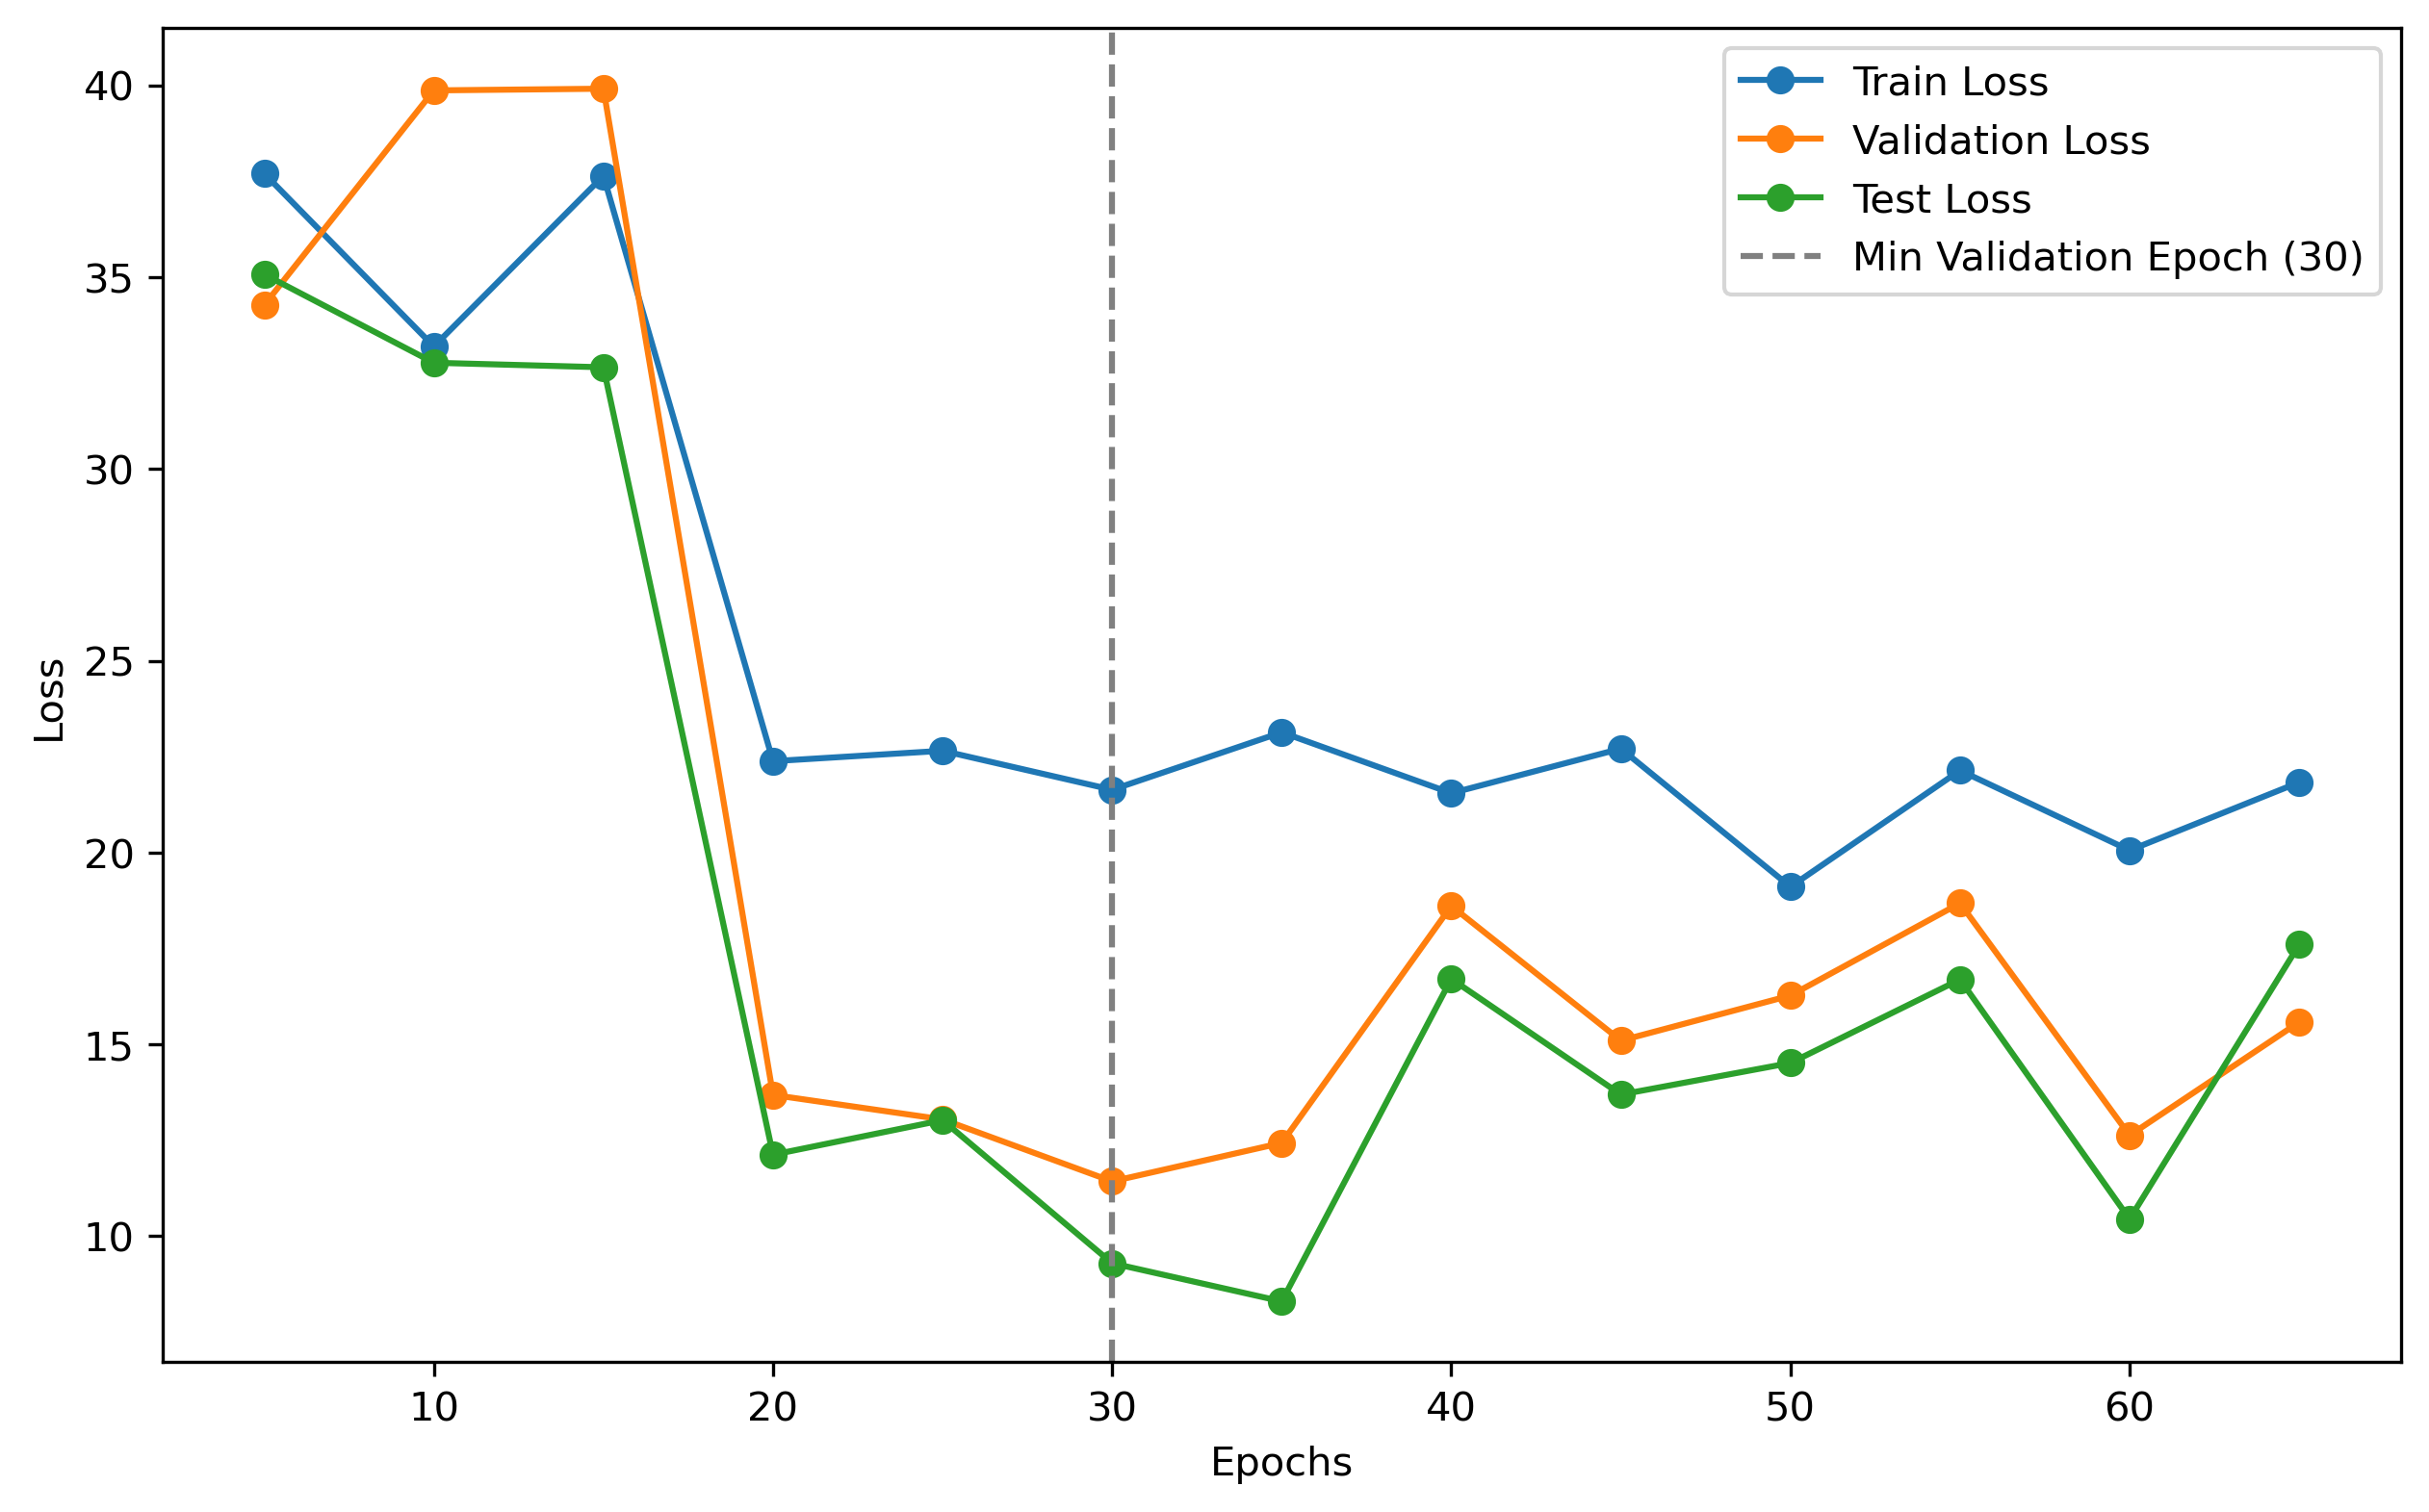 Train Loss
Validation Loss
Test Loss
Min Validation Epoch (30)
40
35
30
25
20
15
10
Loss
10 20 30 40 50 60
Epochs